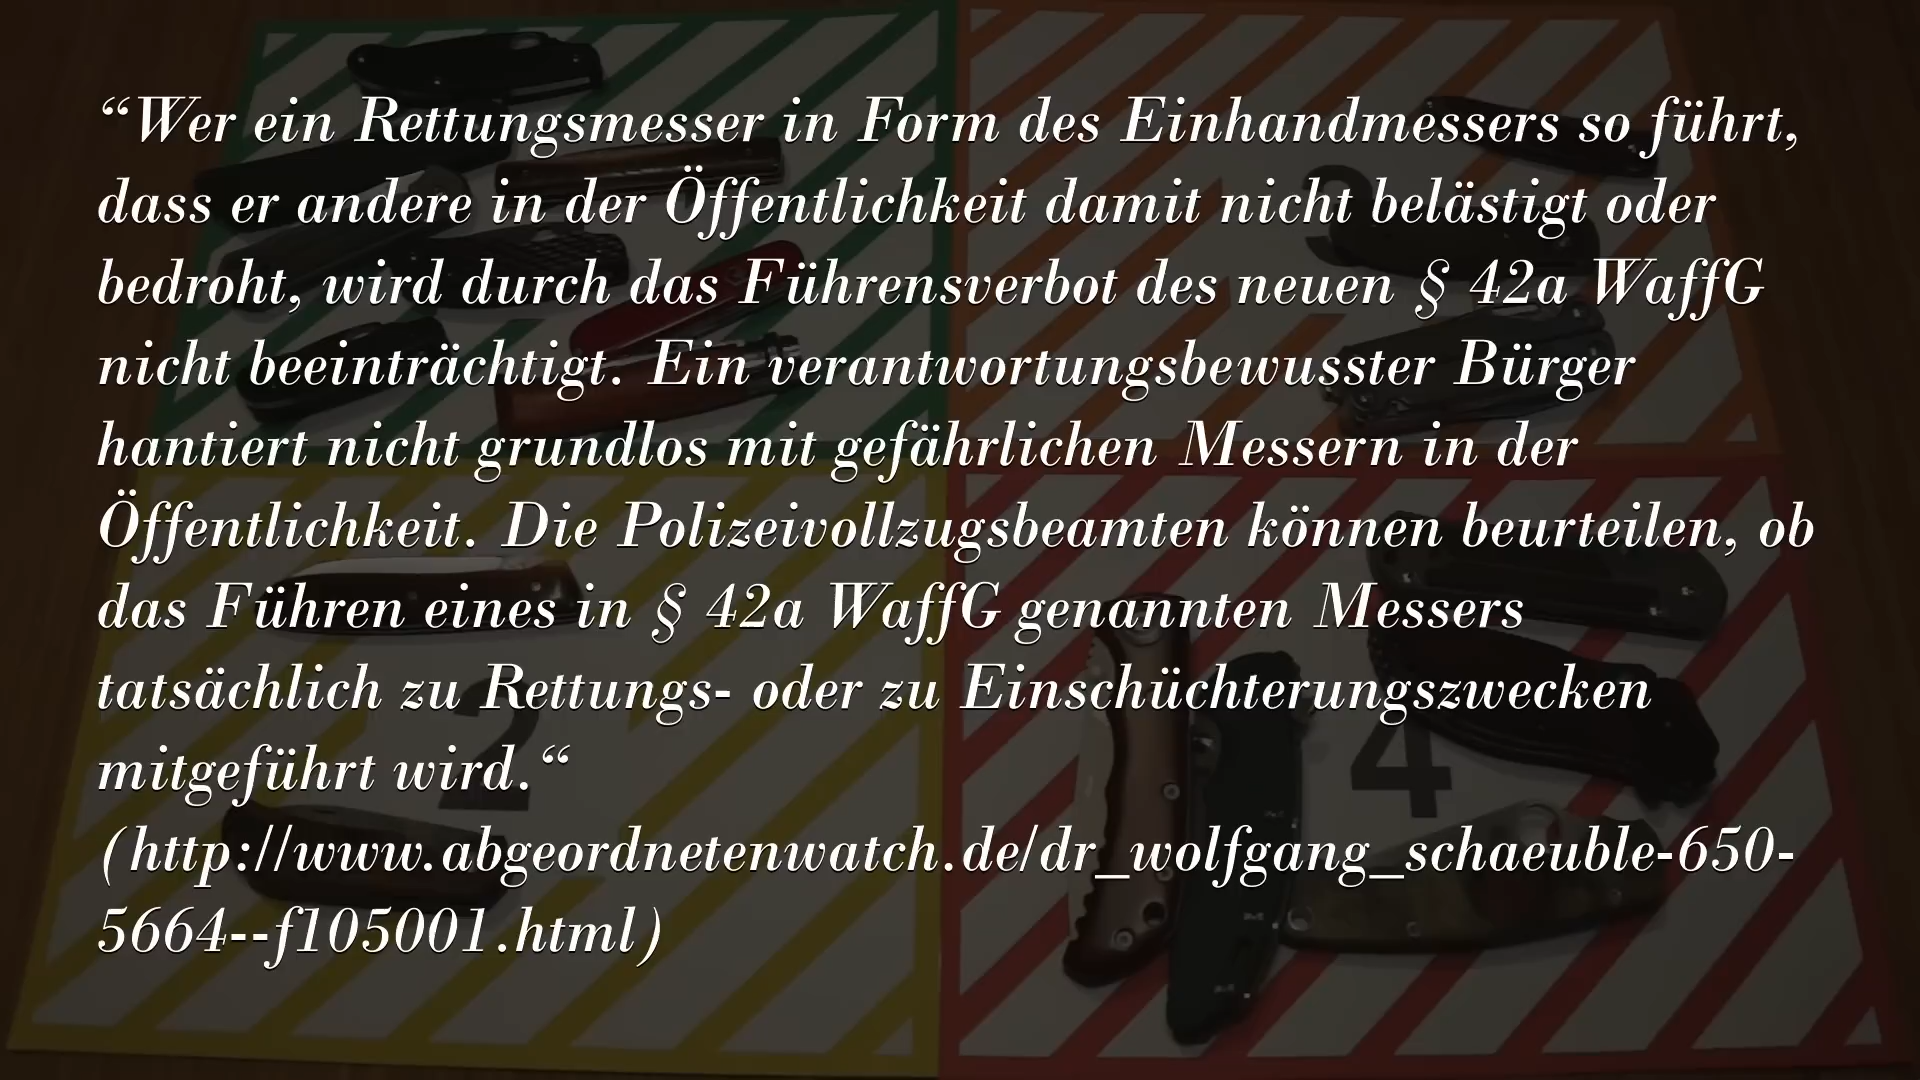 “Wer ein Rettungsmesser in Form des Einhandmessers so führt,
dass er andere in der Öffentlichkeit damit nicht belästigt oder
bedroht, wird durch das Führensverbot des neuen § 42a WaffG
nicht beeinträchtigt. Ein verantwortungsbewusster Bürger
hantiert nicht grundlos mit gefährlichen Messern in der
Öffentlichkeit. Die Polizeivollzugsbeamten können beurteilen, ob
das Führen eines in § 42a WaffG genannten Messers
tatsächlich zu Rettungs- oder zu Einschüchterungszwecken
mitgeführt wird.“
(http://www.abgeordnetenwatch.de/dr_wolfgang_schaeuble-650-
5664--f105001.html)
2
4